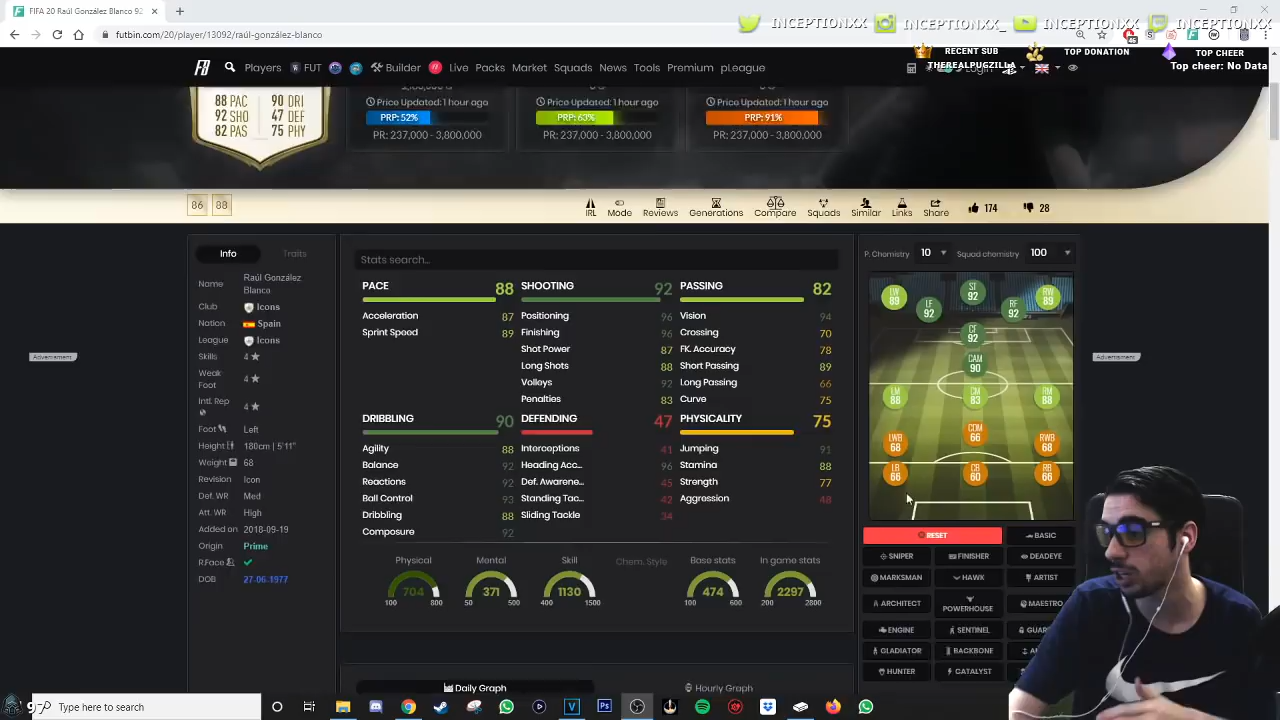 FIFA 20 Raúl González Blanco 92
futbin.com/20/player/13092/raúl-gonzález-blanco
INCEPTIONXX INCEPTIONXX_ INCEPTIONXX INCEPTIONXX
RECENT SUB TOP DONATION TOP CHEER
THEREALPUGZILLA Top cheer: No Data
Players FUT Builder Live Packs Market Squads News Tools Premium pLeague Login
88 PAC 90 DRI
92 SHO 47 DEF
82 PAS 75 PHY
Price Updated: 1 hour ago Price Updated: 1 hour ago Price Updated: 1 hour ago
PRP: 52% PRP: 63% PRP: 91%
PR: 237,000 - 3,800,000 PR: 237,000 - 3,800,000 PR: 237,000 - 3,800,000
86 88
IRL Mode Reviews Generations Compare Squads Similar Links Share 174 28
Info Traits
Name Raúl González Blanco
Club Icons
Nation Spain
League Icons
Skills 4
Weak Foot 4
Intl. Rep 4
Foot Left
Height 180cm | 5'11"
Weight 68
Revision Icon
Def. WR Med
Att. WR High
Added on 2018-09-19
Origin Prime
R.Face
DOB 27-06-1977
Stats search...
PACE 88
Acceleration 87
Sprint Speed 89
SHOOTING 92
Positioning 96
Finishing 96
Shot Power 87
Long Shots 88
Volleys 92
Penalties 83
PASSING 82
Vision 94
Crossing 70
FK. Accuracy 78
Short Passing 89
Long Passing 66
Curve 75
DRIBBLING 90
Agility 88
Balance 92
Reactions 92
Ball Control 93
Dribbling 88
Composure 92
DEFENDING 47
Interceptions 41
Heading Acc... 96
Def. Aware... 45
Standing Tac... 42
Sliding Tackle 34
PHYSICALITY 75
Jumping 91
Stamina 88
Strength 77
Aggression 48
Physical Mental Skill Chem. Style Base stats In game stats
704 371 1130 474 2297
100 800 50 500 400 1500 100 600 200 2800
Daily Graph Hourly Graph
P. Chemistry 10 Squad chemistry 100
LW 89 ST 92 RW 89
LF 92 RF 92
CF 92
CAM 90
LM 88 CM 83 RM 88
LWB 68 CDM 66 RWB 68
LB 66 CB 60 RB 66
RESET BASIC
SNIPER FINISHER DEADEYE
MARKSMAN HAWK ARTIST
ARCHITECT POWERHOUSE MAESTRO
ENGINE SENTINEL GUAR
GLADIATOR BACKBONE
HUNTER CATALYST
Advertisment
Advertisment
Type here to search